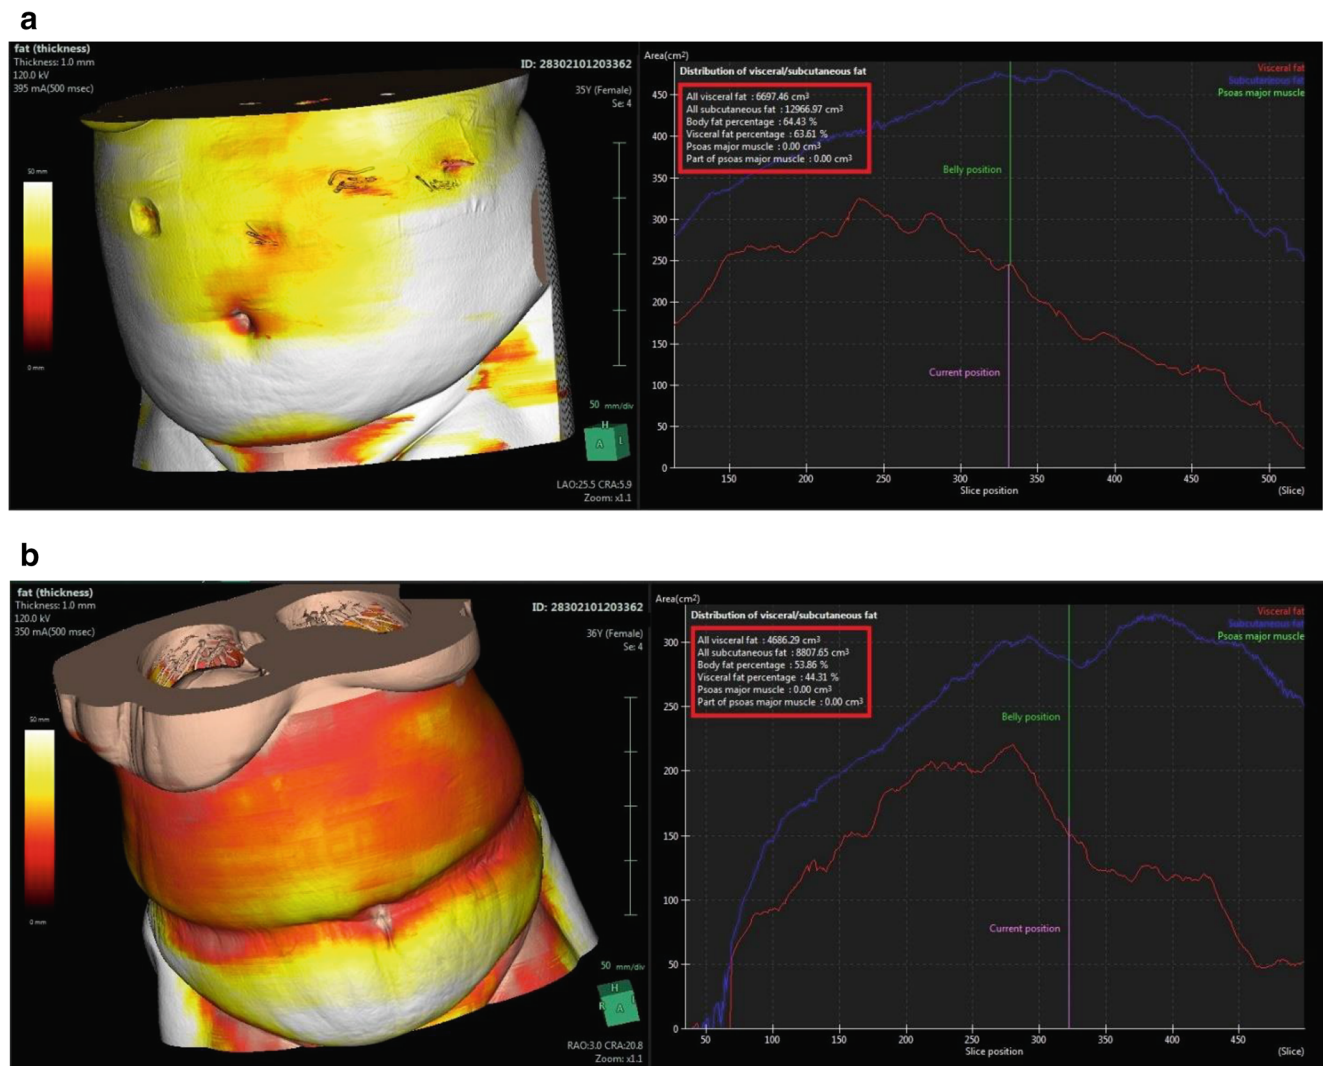 a
fat (thickness)
Thickness: 1.0 mm
120.0 kV
395 mA(500 msec)
ID: 28302101203362
35Y (Female)
Se: 4
50 mm
0 mm
50 mm/div
H
A
L
LAO:25.5 CRA:5.9
Zoom: x1.1
Area(cm²)
Distribution of visceral/subcutaneous fat
All visceral fat : 6697.46 cm³
All subcutaneous fat : 12966.97 cm³
Body fat percentage : 64.43 %
Visceral fat percentage : 63.61 %
Psoas major muscle : 0.00 cm³
Part of psoas major muscle : 0.00 cm³
Visceral fat
Subcutaneous fat
Psoas major muscle
Belly position
Current position
450
400
350
300
250
200
150
100
50
0
150 200 250 300 350 400 450 500
Slice position
(Slice)
b
fat (thickness)
Thickness: 1.0 mm
120.0 kV
350 mA(500 msec)
ID: 28302101203362
36Y (Female)
Se: 4
50 mm
0 mm
50 mm/div
H
R
A
L
RAO:3.0 CRA:20.8
Zoom: x1.1
Area(cm²)
Distribution of visceral/subcutaneous fat
All visceral fat : 4686.29 cm³
All subcutaneous fat : 8807.65 cm³
Body fat percentage : 53.86 %
Visceral fat percentage : 44.31 %
Psoas major muscle : 0.00 cm³
Part of psoas major muscle : 0.00 cm³
Visceral fat
Subcutaneous fat
Psoas major muscle
Belly position
Current position
300
250
200
150
100
50
0
50 100 150 200 250 300 350 400 450
Slice position
(Slice)